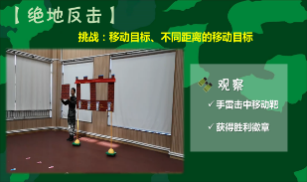 【绝地反击】
挑战：移动目标、不同距离的移动目标
观察
✓ 手雷击中移动靶
✓ 获得胜利徽章